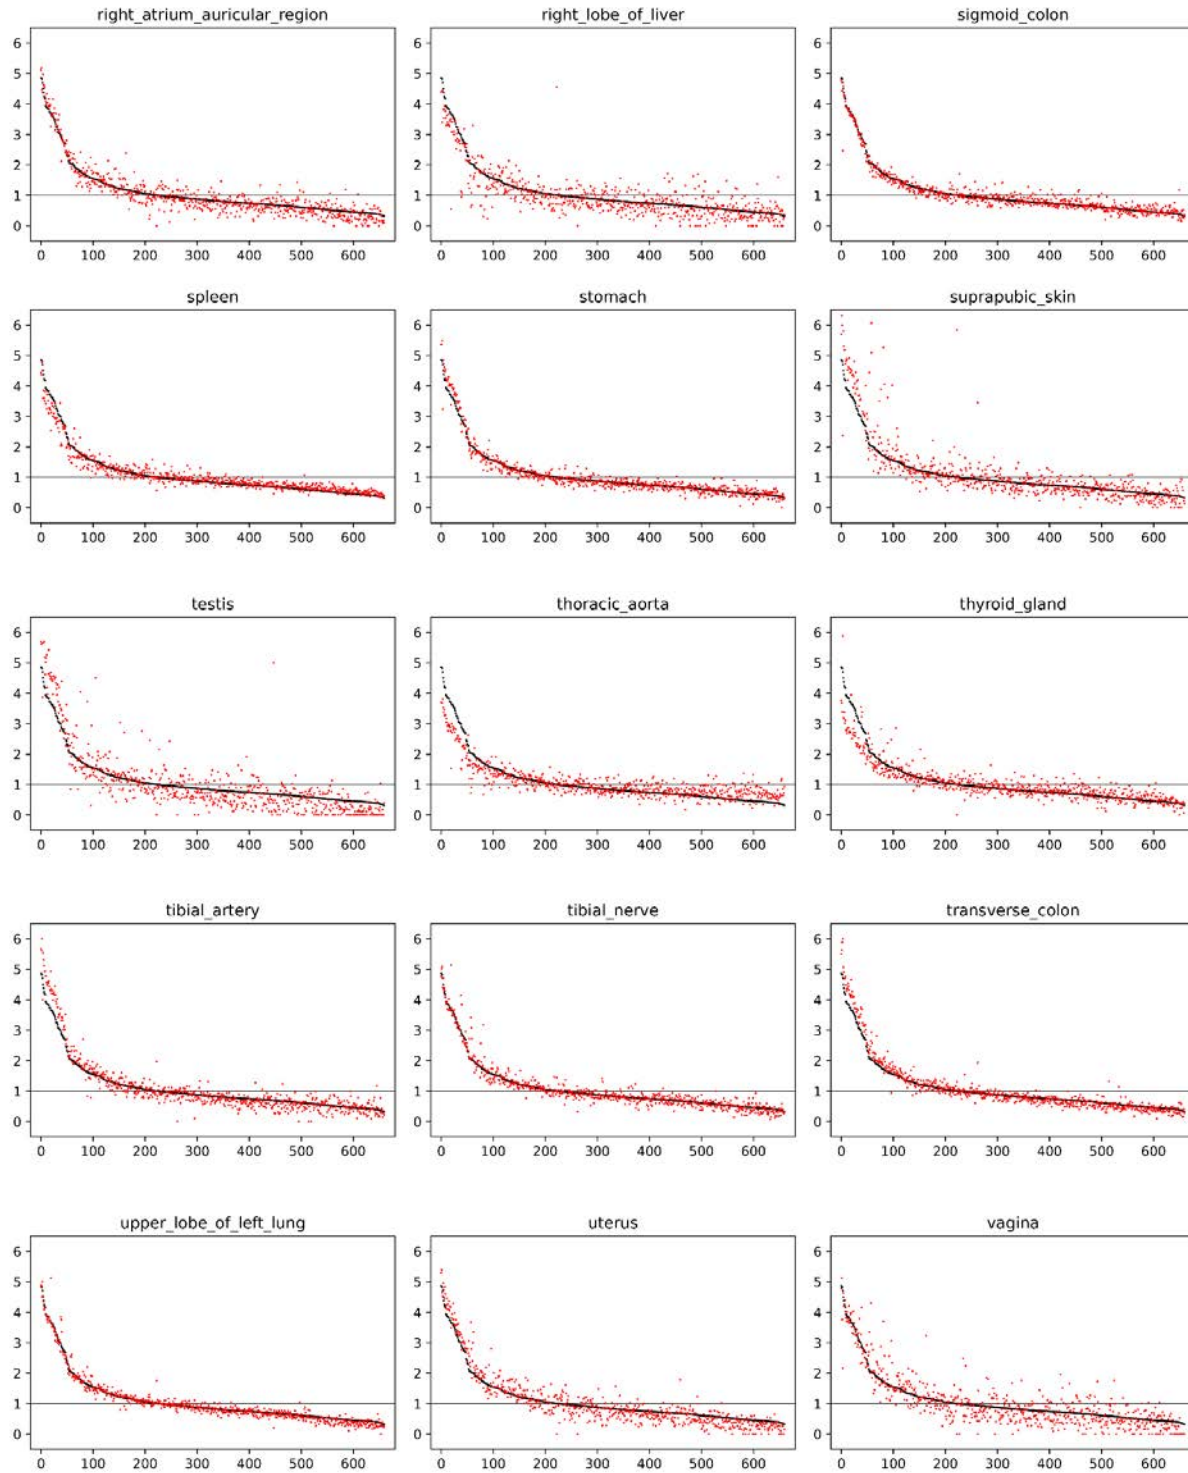 right_atrium_auricular_region right_lobe_of_liver sigmoid_colon
6 6 6
5 5 5
4 4 4
3 3 3
2 2 2
1 1 1
0 0 0
0 100 200 300 400 500 600 0 100 200 300 400 500 600 0 100 200 300 400 500 600
spleen stomach suprapubic_skin
6 6 6
5 5 5
4 4 4
3 3 3
2 2 2
1 1 1
0 0 0
0 100 200 300 400 500 600 0 100 200 300 400 500 600 0 100 200 300 400 500 600
testis thoracic_aorta thyroid_gland
6 6 6
5 5 5
4 4 4
3 3 3
2 2 2
1 1 1
0 0 0
0 100 200 300 400 500 600 0 100 200 300 400 500 600 0 100 200 300 400 500 600
tibial_artery tibial_nerve transverse_colon
6 6 6
5 5 5
4 4 4
3 3 3
2 2 2
1 1 1
0 0 0
0 100 200 300 400 500 600 0 100 200 300 400 500 600 0 100 200 300 400 500 600
upper_lobe_of_left_lung uterus vagina
6 6 6
5 5 5
4 4 4
3 3 3
2 2 2
1 1 1
0 0 0
0 100 200 300 400 500 600 0 100 200 300 400 500 600 0 100 200 300 400 500 600